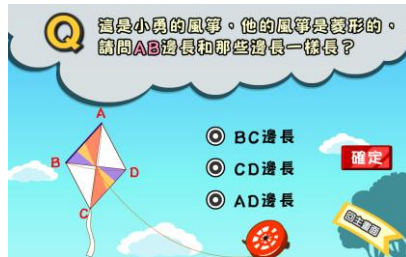 Q
這是小勇的風箏，他的風箏是菱形的，
請問AB邊長和那些邊長一樣長？
A
B
D
C
BC邊長
CD邊長
AD邊長
確定
回主畫面